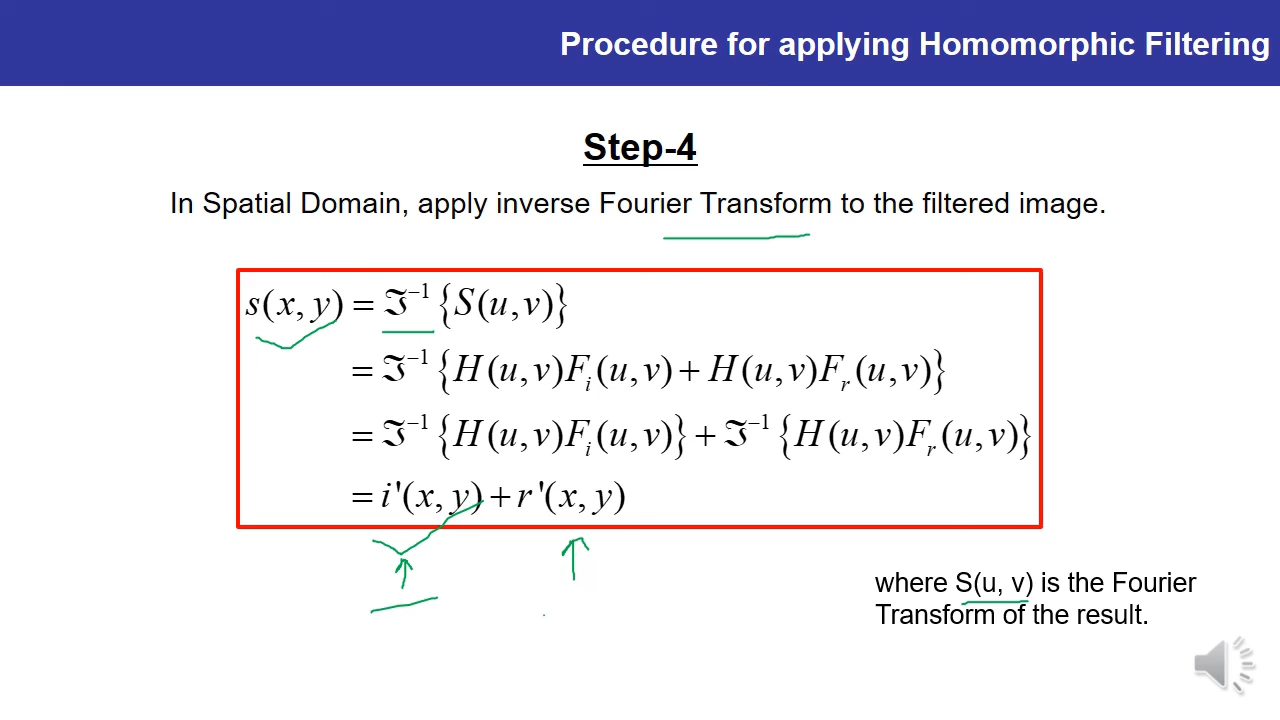 Procedure for applying Homomorphic Filtering
Step-4
In Spatial Domain, apply inverse Fourier Transform to the filtered image.
s(x, y) = ℑ⁻¹{S(u,v)}
= ℑ⁻¹{H(u,v)Fᵢ(u,v) + H(u,v)Fᵣ(u,v)}
= ℑ⁻¹{H(u,v)Fᵢ(u,v)} + ℑ⁻¹{H(u,v)Fᵣ(u,v)}
= i'(x, y) + r'(x, y)
where S(u, v) is the Fourier
Transform of the result.